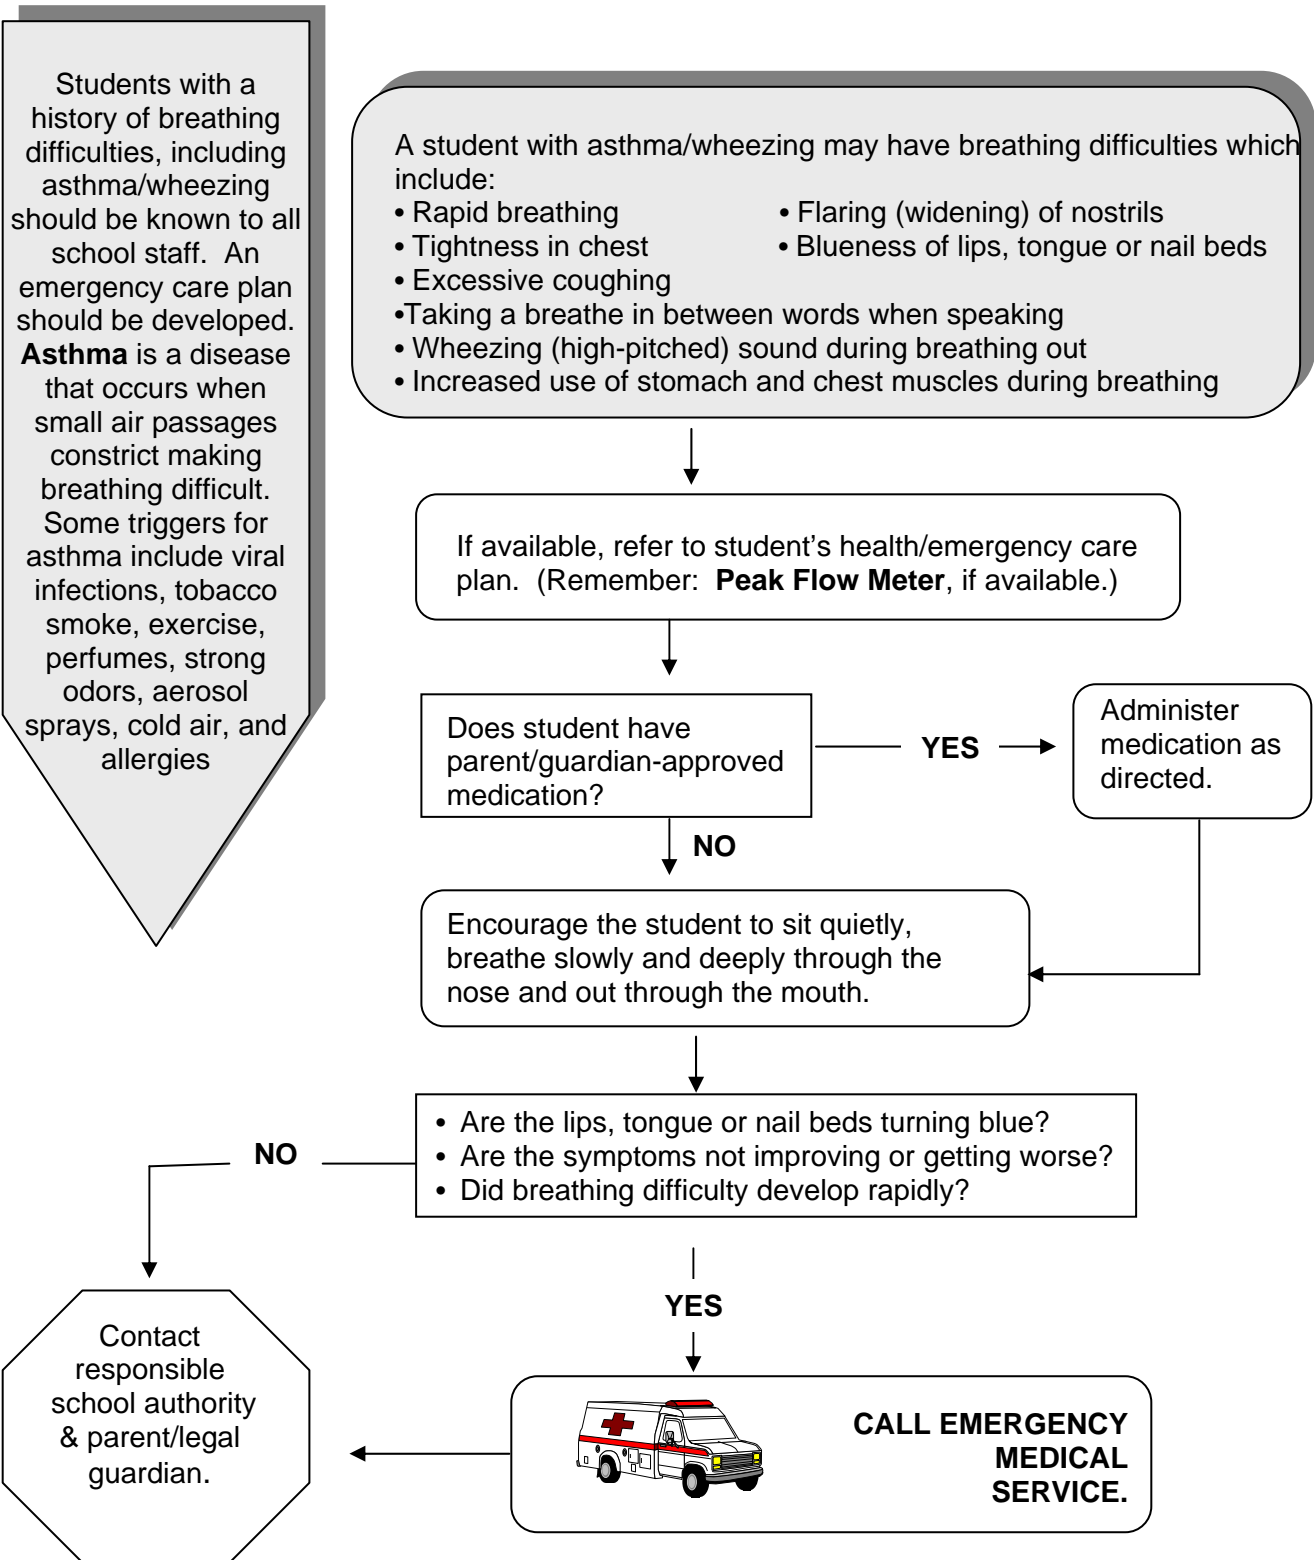 Students with a
history of breathing
difficulties, including
asthma/wheezing
should be known to all
school staff.  An
emergency care plan
should be developed.
Asthma is a disease
that occurs when
small air passages
constrict making
breathing difficult.
Some triggers for
asthma include viral
infections, tobacco
smoke, exercise,
perfumes, strong
odors, aerosol
sprays, cold air, and
allergies
A student with asthma/wheezing may have breathing difficulties which
include:
• Rapid breathing • Flaring (widening) of nostrils
• Tightness in chest • Blueness of lips, tongue or nail beds
• Excessive coughing
•Taking a breathe in between words when speaking
• Wheezing (high-pitched) sound during breathing out
• Increased use of stomach and chest muscles during breathing
If available, refer to student’s health/emergency care
plan.  (Remember:  Peak Flow Meter, if available.)
Does student have
parent/guardian-approved
medication?
YES
Administer
medication as
directed.
NO
Encourage the student to sit quietly,
breathe slowly and deeply through the
nose and out through the mouth.
• Are the lips, tongue or nail beds turning blue?
• Are the symptoms not improving or getting worse?
• Did breathing difficulty develop rapidly?
NO
YES
Contact
responsible
school authority
& parent/legal
guardian.
CALL EMERGENCY
MEDICAL
SERVICE.